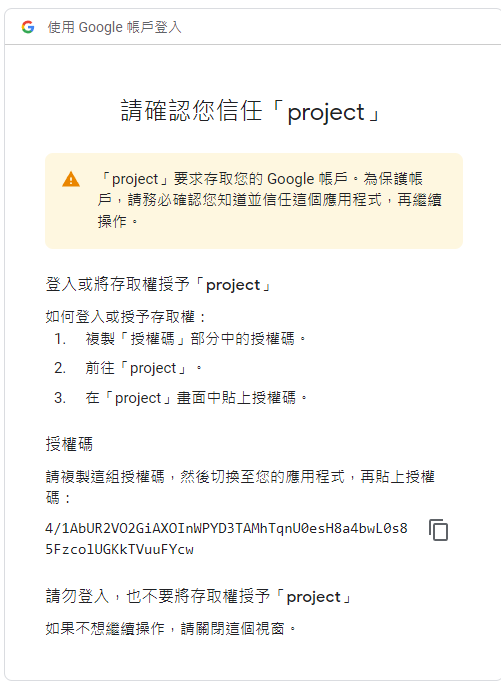 使用 Google 帳戶登入
請確認您信任「project」
「project」要求存取您的 Google 帳戶。為保護帳
戶，請務必確認您知道並信任這個應用程式，再繼續
操作。
登入或將存取權授予「project」
如何登入或授予存取權：
1. 複製「授權碼」部分中的授權碼。
2. 前往「project」。
3. 在「project」畫面中貼上授權碼。
授權碼
請複製這組授權碼，然後切換至您的應用程式，再貼上授權
碼：
4/1AbUR2VO2GiAXOInWPYD3TAMhTqnU0esH8a4bwL0s8
5FzcolUGKkTVuuFYcw
請勿登入，也不要將存取權授予「project」
如果不想繼續操作，請關閉這個視窗。